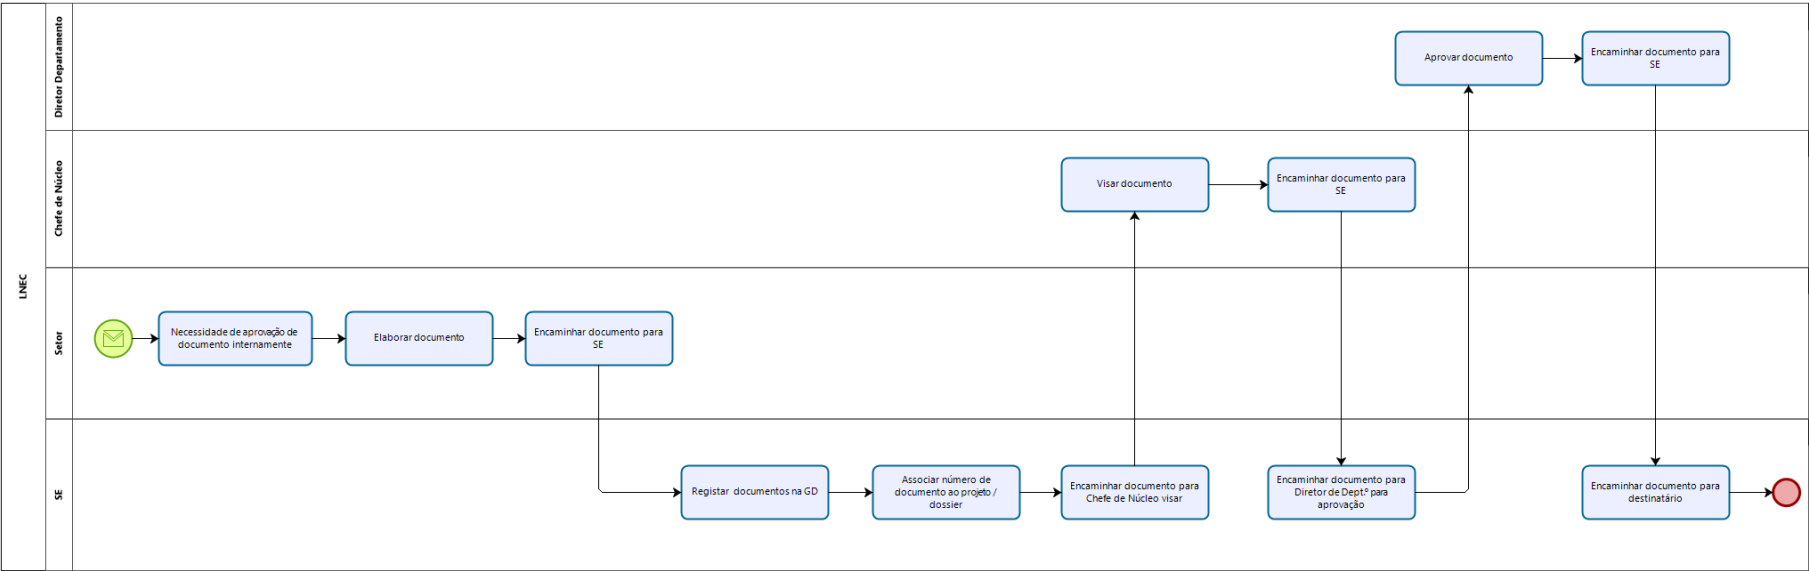 LNEC
Diretor Departamento
Aprovar documento
Encaminhar documento para
SE
Chefe de Núcleo
Visar documento
Encaminhar documento para
SE
Setor
Necessidade de aprovação de
documento internamente
Elaborar documento
Encaminhar documento para
SE
SE
Registar documentos na GD
Associar número de
documento ao projeto /
dossier
Encaminhar documento para
Chefe de Núcleo visar
Encaminhar documento para
Diretor de Dept.º para
aprovação
Encaminhar documento para
destinatário